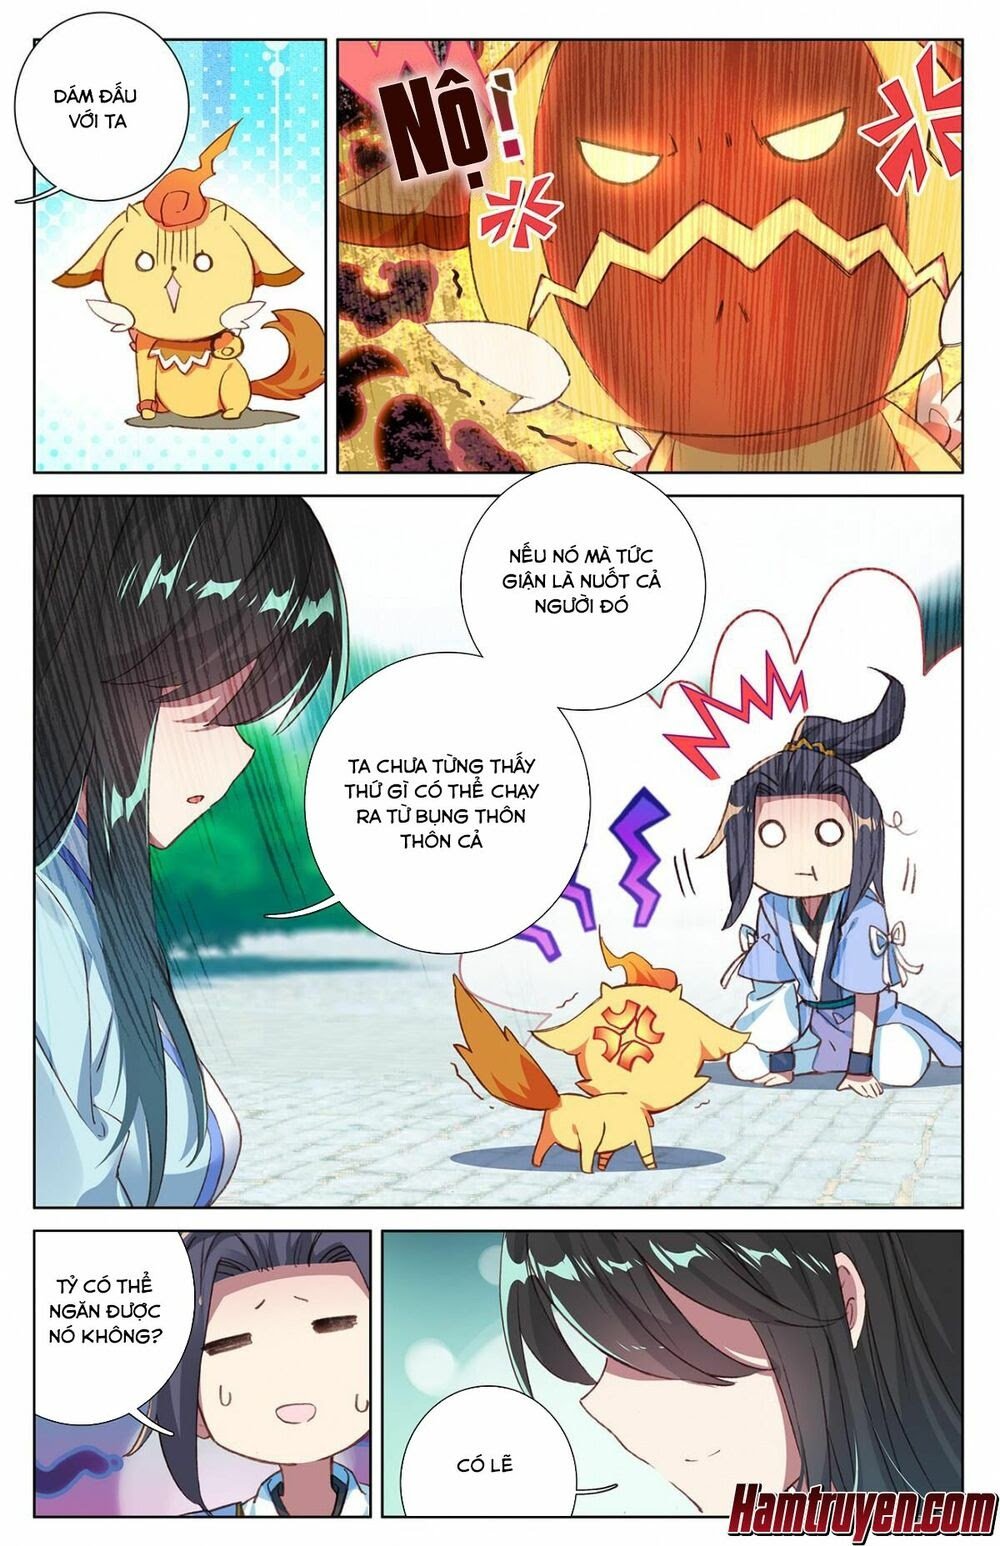 DÁM ĐẤU
VỚI TA
NỘ!
NẾU NÓ MÀ TỨC
GIẬN LÀ NUỐT CẢ
NGƯỜI ĐÓ
TA CHƯA TỪNG THẤY
THỨ GÌ CÓ THỂ CHẠY
RA TỪ BỤNG THÔN
THÔN CẢ
TỶ CÓ THỂ
NGĂN ĐƯỢC
NÓ KHÔNG?
CÓ LẼ
Hamtruyen.com